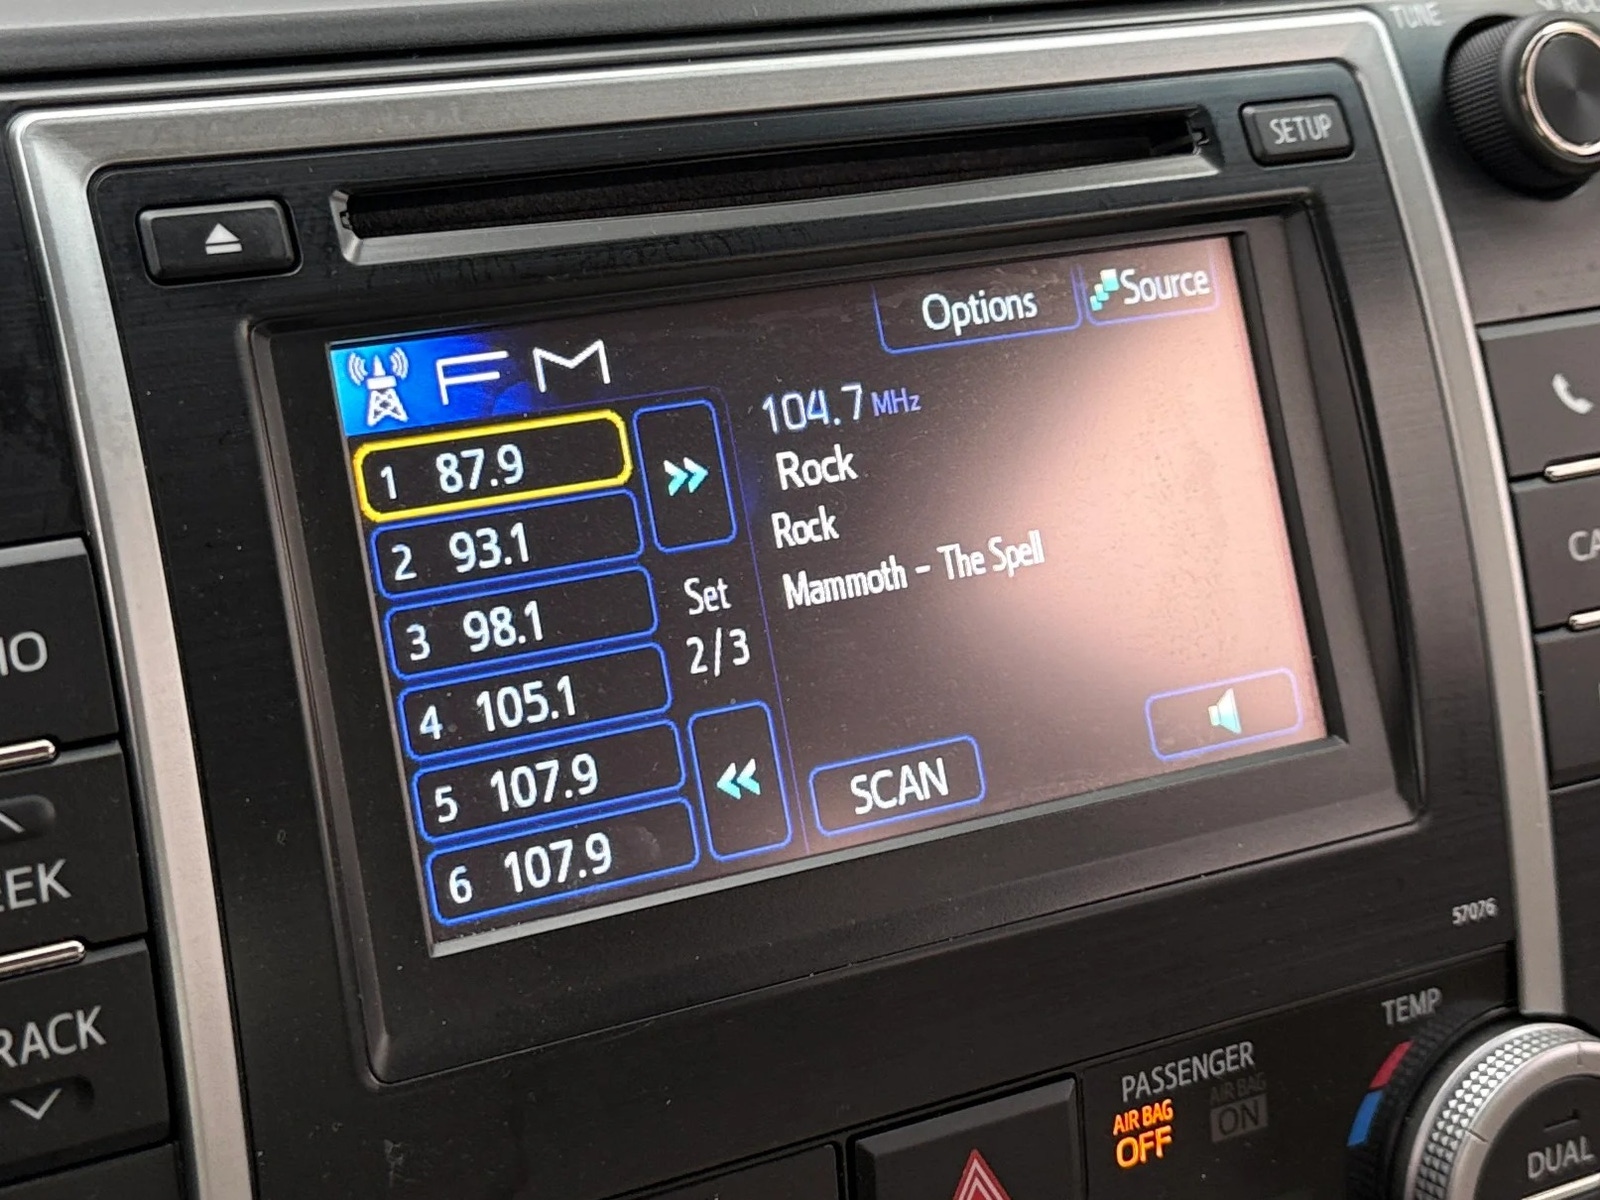 TUNE
SETUP
Options
Source
FM
104.7 MHz
1 87.9
Rock
2 93.1
Rock
3 98.1
Set
Mammoth - The Spell
2/3
4 105.1
5 107.9
SCAN
6 107.9
57076
TEMP
PASSENGER
AIR BAG
OFF
AIR BAG
ON
DUAL
RACK